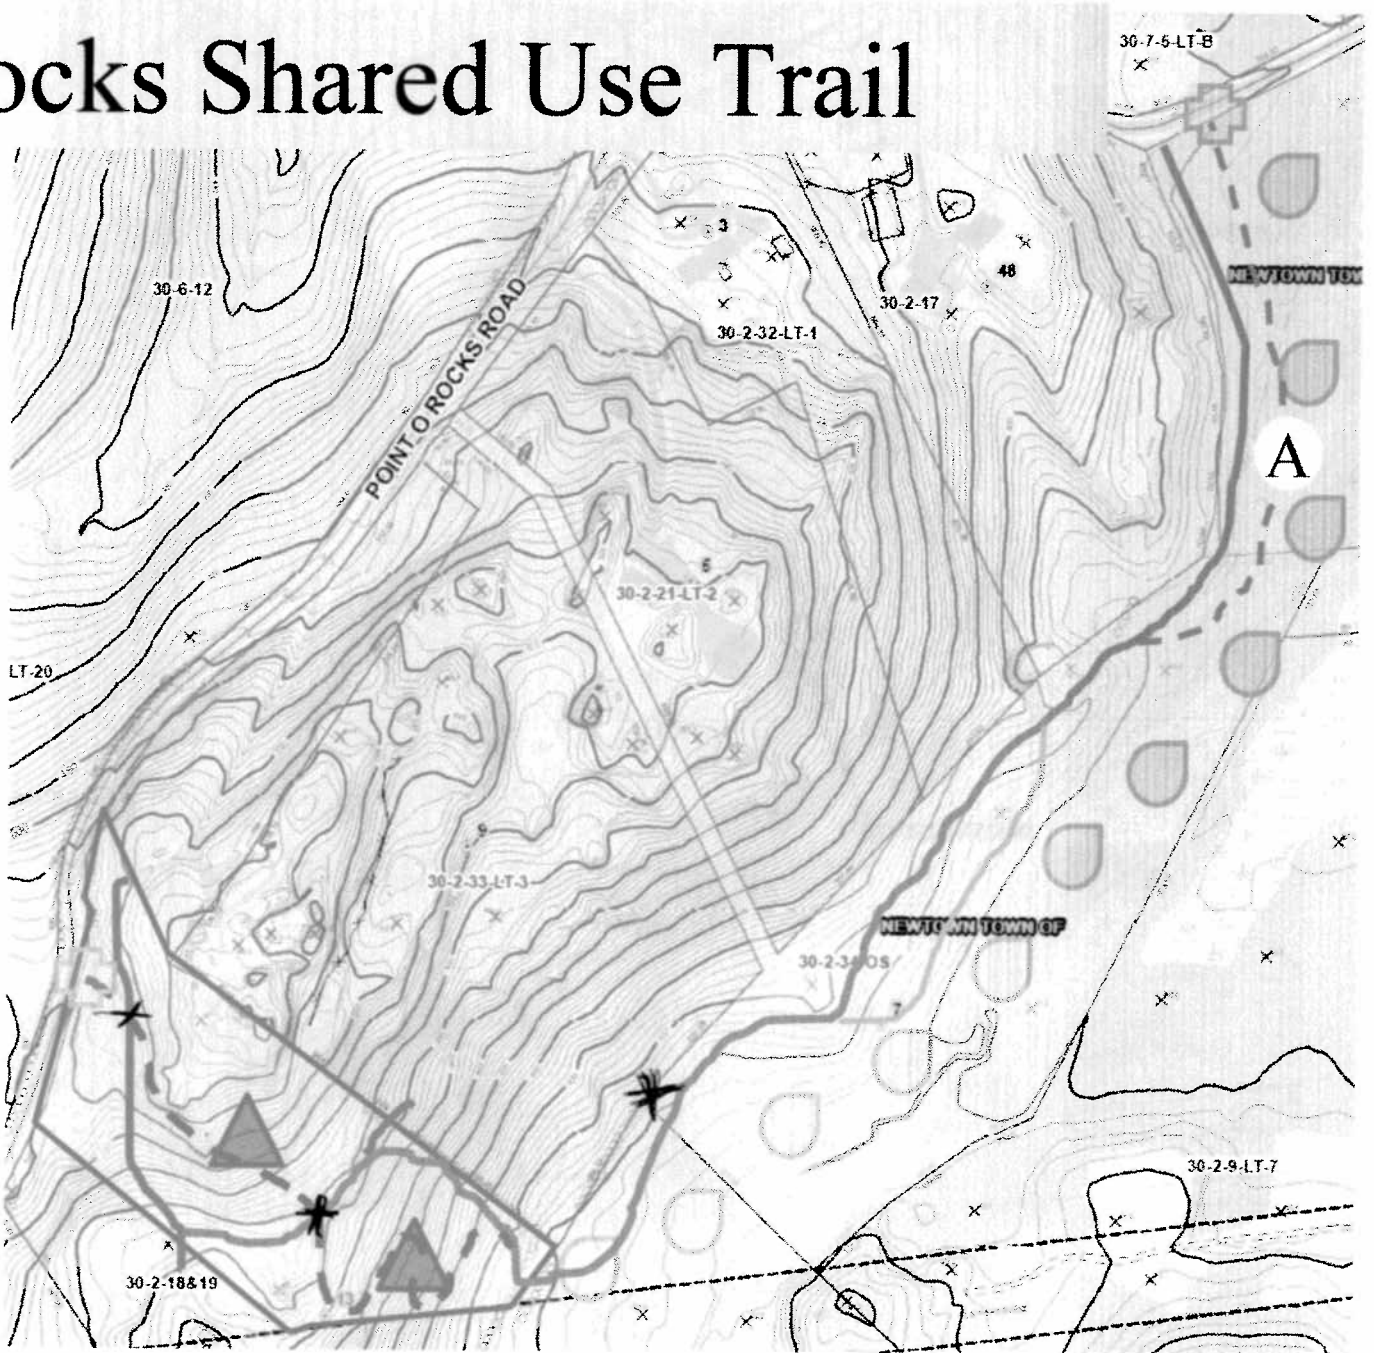 ocks Shared Use Trail
30-7-5-LT-B
3
NEWTOWN TOW
48
30-6-12
30-2-17
30-2-32-LT-1
POINT O ROCKS ROAD
A
6
30-2-21-LT-2
LT-20
9
30-2-33-LT-3
NEWTOWN TOWN OF
30-2-34-OS
7
30-2-9-LT-7
30-2-18&19
13